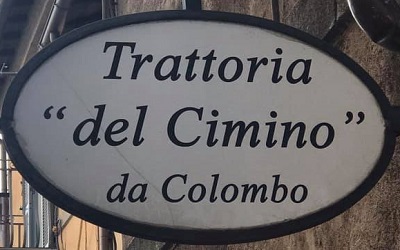 Trattoria
"del Cimino"
da Colombo